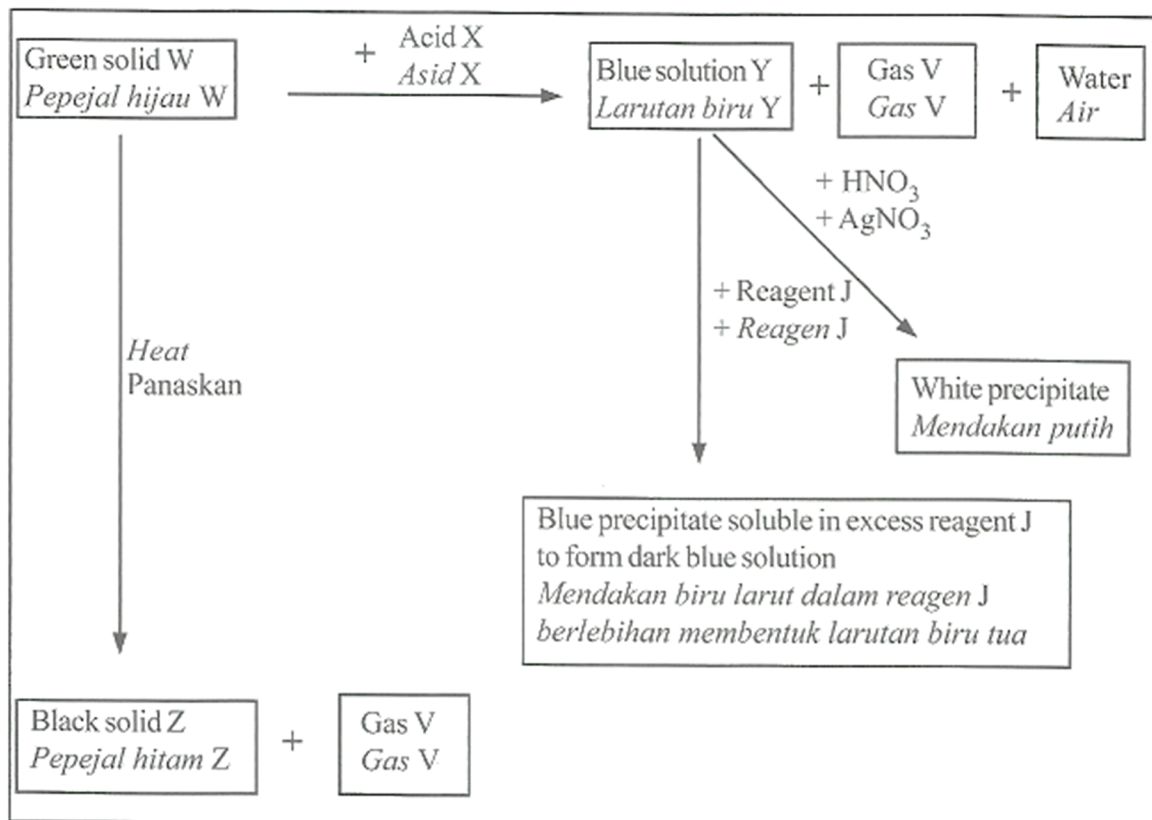 Green solid W
Pepejal hijau W
+
Acid X
Asid X
Blue solution Y
Larutan biru Y
+
Gas V
Gas V
+
Water
Air
+ HNO₃
+ AgNO₃
+ Reagent J
+ Reagen J
Heat
Panaskan
White precipitate
Mendakan putih
Blue precipitate soluble in excess reagent J
to form dark blue solution
Mendakan biru larut dalam reagen J
berlebihan membentuk larutan biru tua
Black solid Z
Pepejal hitam Z
+
Gas V
Gas V